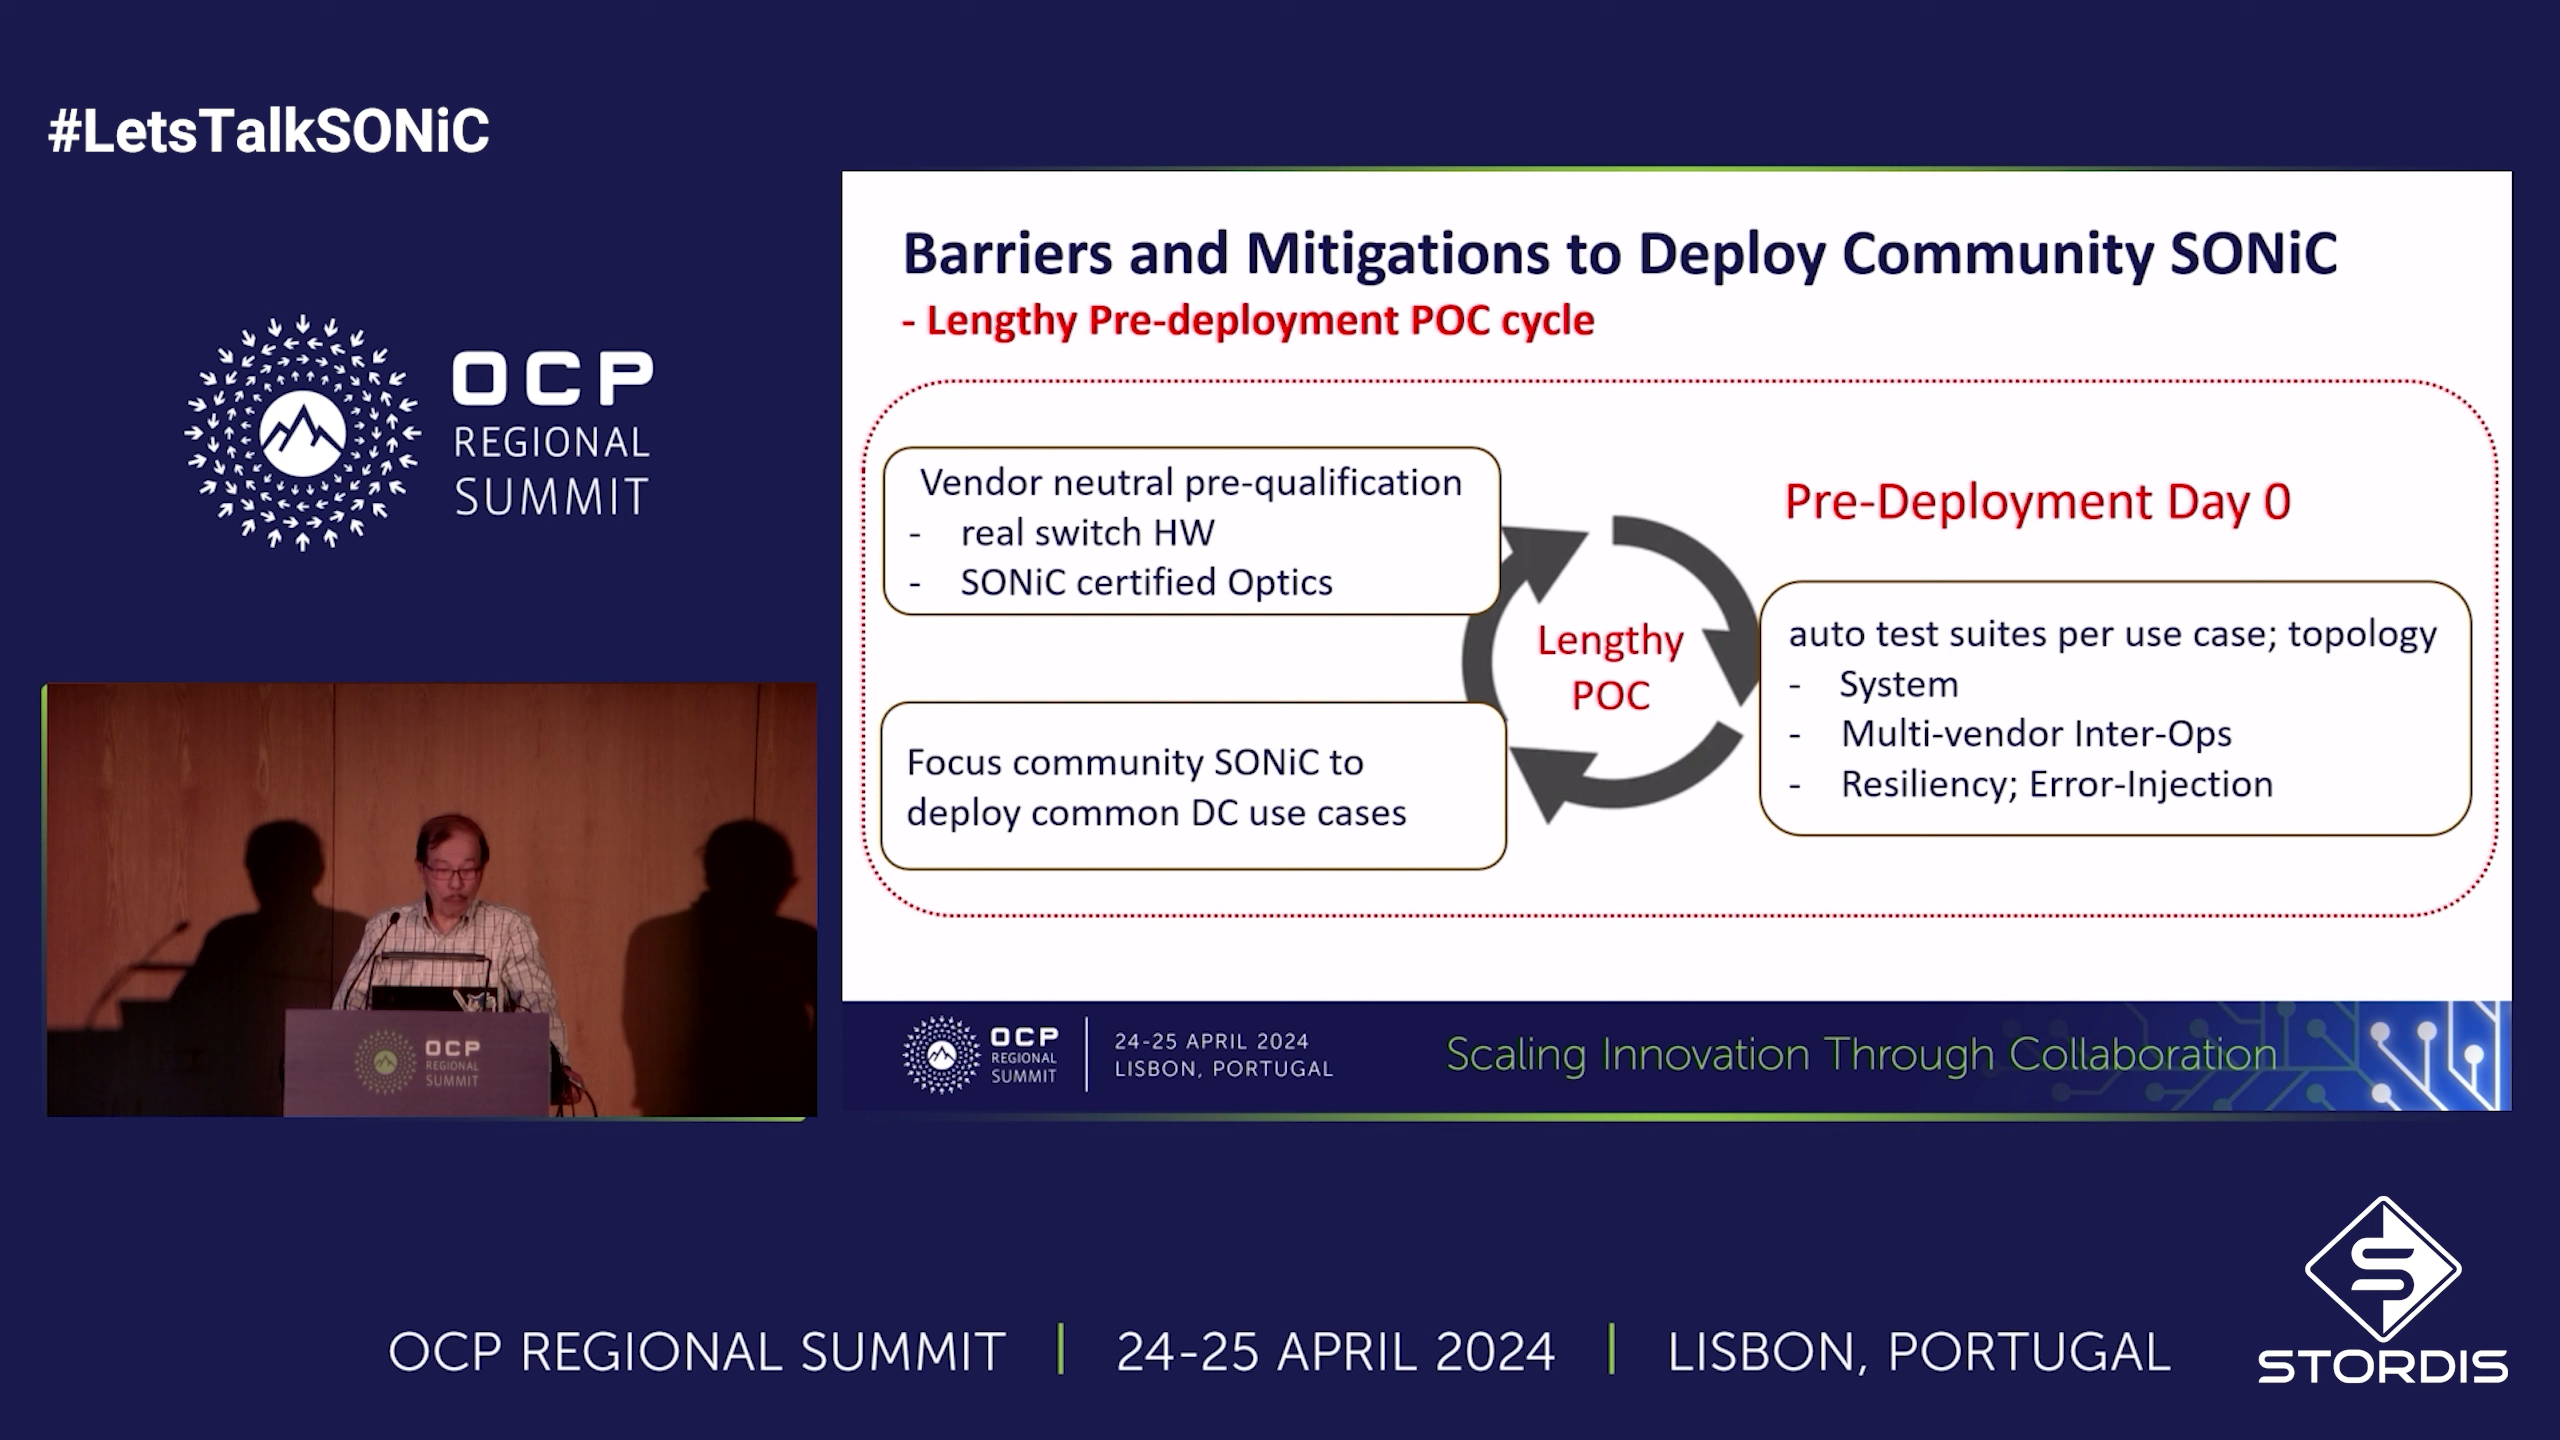 #LetsTalkSONiC
OCP
REGIONAL
SUMMIT
Barriers and Mitigations to Deploy Community SONiC
- Lengthy Pre-deployment POC cycle
Vendor neutral pre-qualification
- real switch HW
- SONiC certified Optics
Focus community SONiC to
deploy common DC use cases
Lengthy
POC
Pre-Deployment Day 0
auto test suites per use case; topology
- System
- Multi-vendor Inter-Ops
- Resiliency; Error-Injection
OCP
REGIONAL
SUMMIT
24-25 APRIL 2024
LISBON, PORTUGAL
Scaling Innovation Through Collaboration
OCP
REGIONAL
SUMMIT
OCP REGIONAL SUMMIT | 24-25 APRIL 2024 | LISBON, PORTUGAL
STORDIS